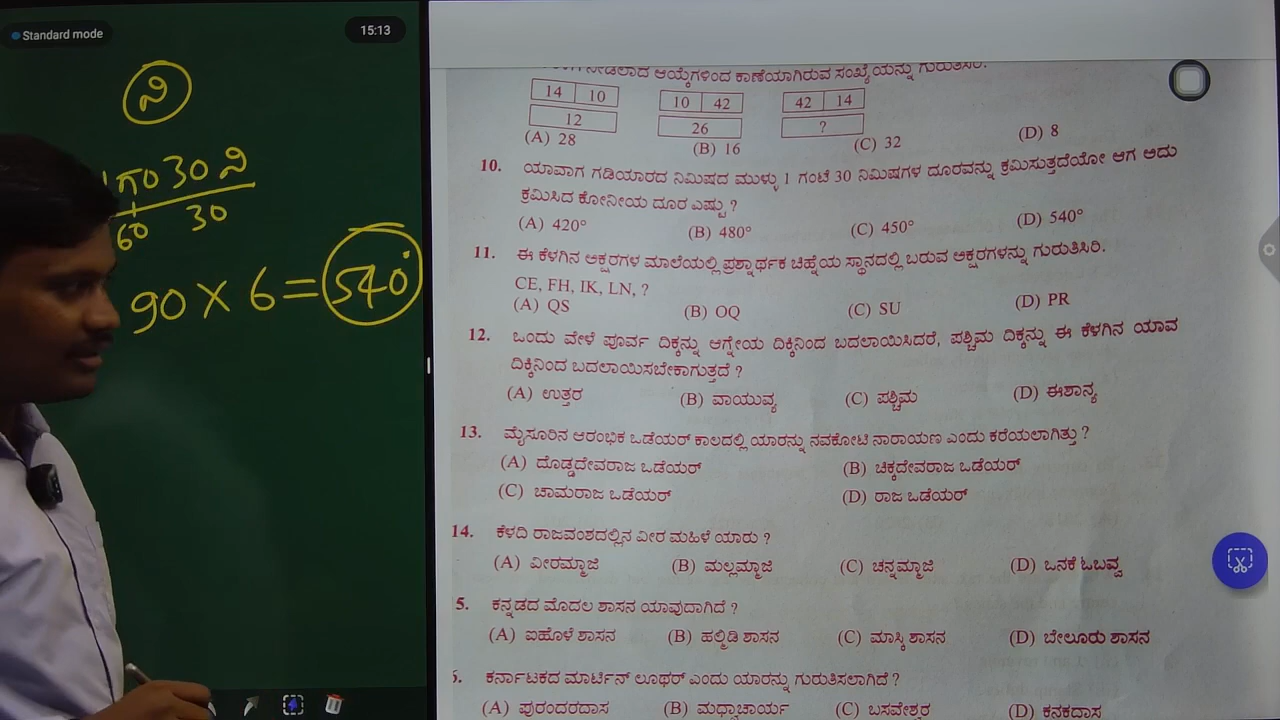 Standard mode
15:13
ನಿ
1ಗಂ 30 ನಿ
60 30
90 × 6 = 540°
ನೀಡಲಾದ ಆಯ್ಕೆಗಳಿಂದ ಕಾಣೆಯಾಗಿರುವ ಸಂಖ್ಯೆಯನ್ನು ಗುರುತಿಸಿರಿ.
14 10 10 42 42 14
12 26 ?
(A) 28 (B) 16 (C) 32 (D) 8
10. ಯಾವಾಗ ಗಡಿಯಾರದ ನಿಮಿಷದ ಮುಳ್ಳು 1 ಗಂಟೆ 30 ನಿಮಿಷಗಳ ದೂರವನ್ನು ಕ್ರಮಿಸುತ್ತದೆಯೋ ಆಗ ಅದು
ಕ್ರಮಿಸಿದ ಕೋನೀಯ ದೂರ ಎಷ್ಟು ?
(A) 420° (B) 480° (C) 450° (D) 540°
11. ಈ ಕೆಳಗಿನ ಅಕ್ಷರಗಳ ಮಾಲೆಯಲ್ಲಿ ಪ್ರಶ್ನಾರ್ಥಕ ಚಿಹ್ನೆಯ ಸ್ಥಾನದಲ್ಲಿ ಬರುವ ಅಕ್ಷರಗಳನ್ನು ಗುರುತಿಸಿರಿ.
CE, FH, IK, LN, ?
(A) QS (B) OQ (C) SU (D) PR
12. ಒಂದು ವೇಳೆ ಪೂರ್ವ ದಿಕ್ಕನ್ನು ಆಗ್ನೇಯ ದಿಕ್ಕಿನಿಂದ ಬದಲಾಯಿಸಿದರೆ, ಪಶ್ಚಿಮ ದಿಕ್ಕನ್ನು ಈ ಕೆಳಗಿನ ಯಾವ
ದಿಕ್ಕಿನಿಂದ ಬದಲಾಯಿಸಬೇಕಾಗುತ್ತದೆ ?
(A) ಉತ್ತರ (B) ವಾಯುವ್ಯ (C) ಪಶ್ಚಿಮ (D) ಈಶಾನ್ಯ
13. ಮೈಸೂರಿನ ಆರಂಭಿಕ ಒಡೆಯರ್ ಕಾಲದಲ್ಲಿ ಯಾರನ್ನು ನವಕೋಟಿ ನಾರಾಯಣ ಎಂದು ಕರೆಯಲಾಗಿತ್ತು ?
(A) ದೊಡ್ಡದೇವರಾಜ ಒಡೆಯರ್ (B) ಚಿಕ್ಕದೇವರಾಜ ಒಡೆಯರ್
(C) ಚಾಮರಾಜ ಒಡೆಯರ್ (D) ರಾಜ ಒಡೆಯರ್
14. ಕೆಳದಿ ರಾಜವಂಶದಲ್ಲಿನ ವೀರ ಮಹಿಳೆ ಯಾರು ?
(A) ವೀರಮ್ಮಾಜಿ (B) ಮಲ್ಲಮ್ಮಾಜಿ (C) ಚನ್ನಮ್ಮಾಜಿ (D) ಒನಕೆ ಓಬವ್ವ
5. ಕನ್ನಡದ ಮೊದಲ ಶಾಸನ ಯಾವುದಾಗಿದೆ ?
(A) ಐಹೊಳೆ ಶಾಸನ (B) ಹಲ್ಮಿಡಿ ಶಾಸನ (C) ಮಾಸ್ಕಿ ಶಾಸನ (D) ಬೇಲೂರು ಶಾಸನ
ಕರ್ನಾಟಕದ ಮಾರ್ಟಿನ್ ಲೂಥರ್ ಎಂದು ಯಾರನ್ನು ಗುರುತಿಸಲಾಗಿದೆ ?
(A) ಪುರಂದರದಾಸ (B) ಮಧ್ವಾಚಾರ್ಯ (C) ಬಸವೇಶ್ವರ (D) ಕನಕದಾಸ